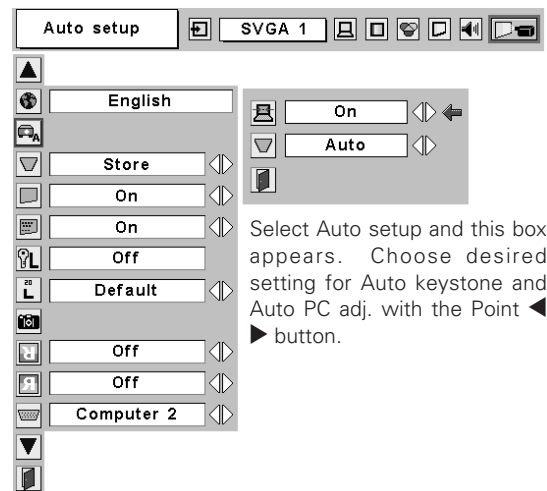 Auto setup
SVGA 1
English
Store
On
On
Off
Default
Off
Off
Computer 2
On
Auto
Select Auto setup and this box
appears. Choose desired
setting for Auto keystone and
Auto PC adj. with the Point ◀
▶ button.